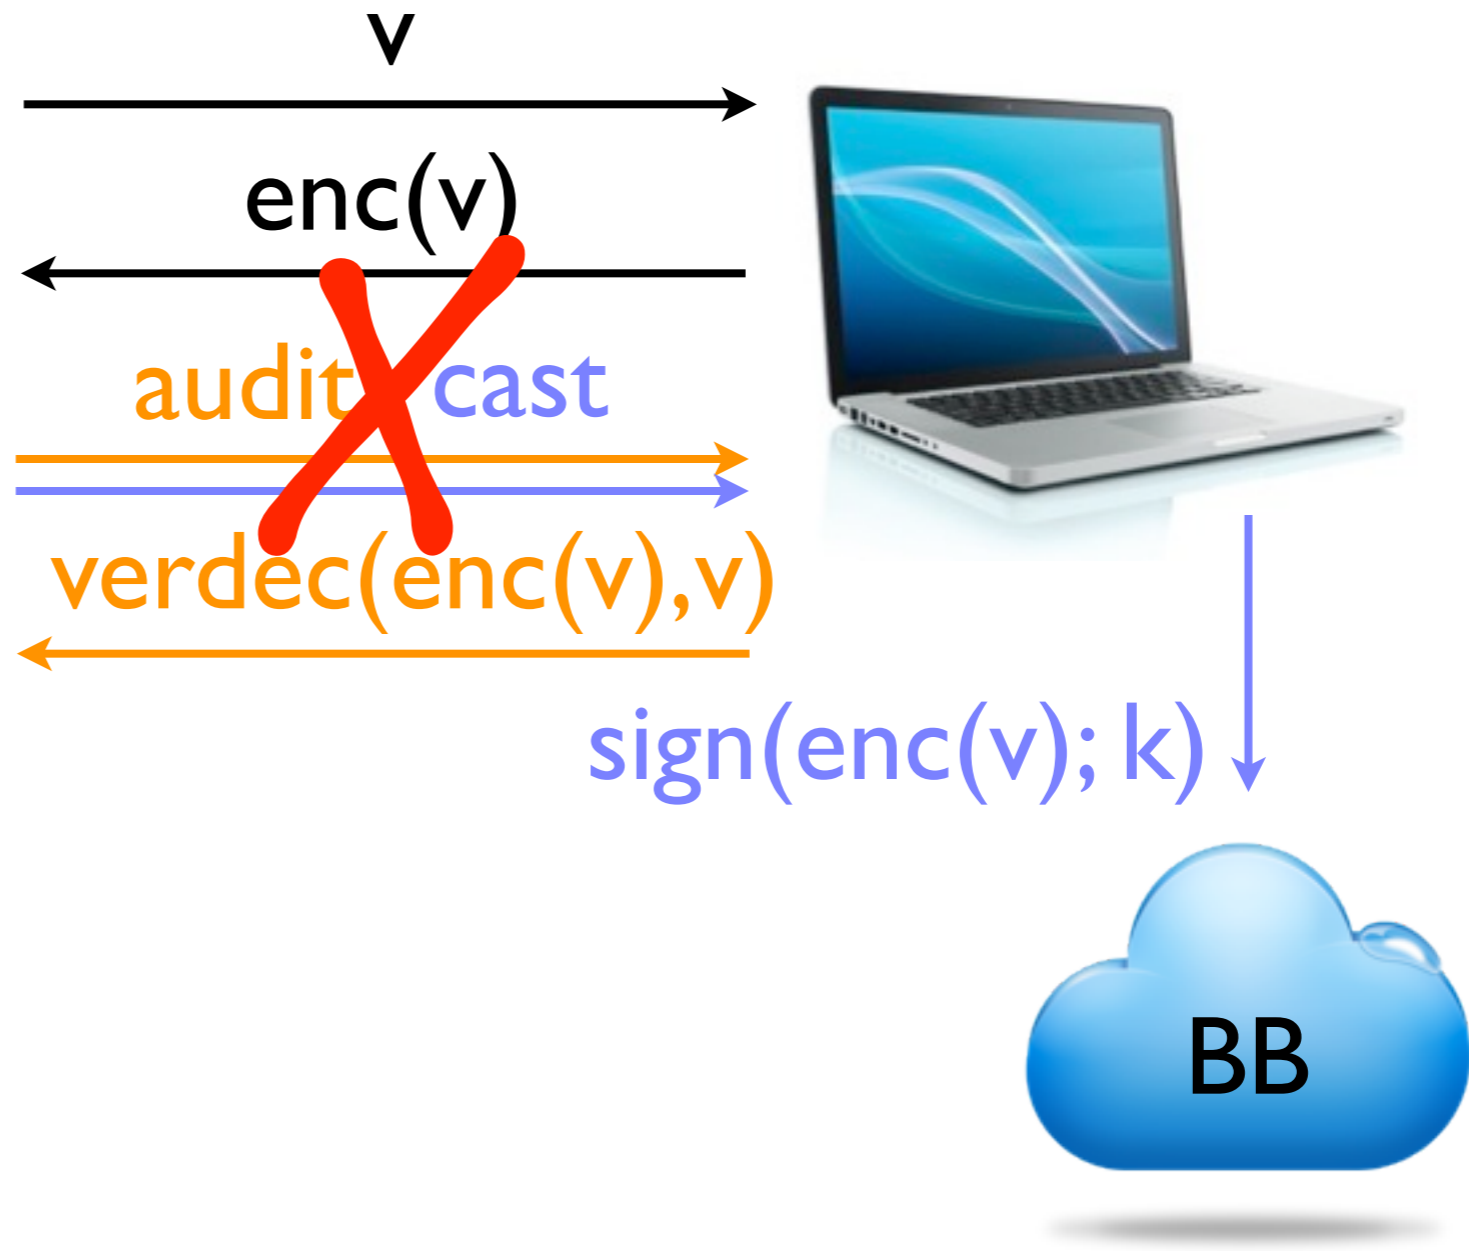 v
enc(v)
audit cast
verdec(enc(v),v)
sign(enc(v); k)
BB